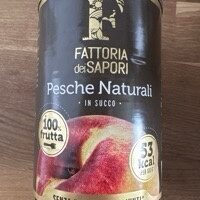 F
FATTORIA
dei SAPORI
Pesche Naturali
IN SUCCO
100%
frutta
53
kcal